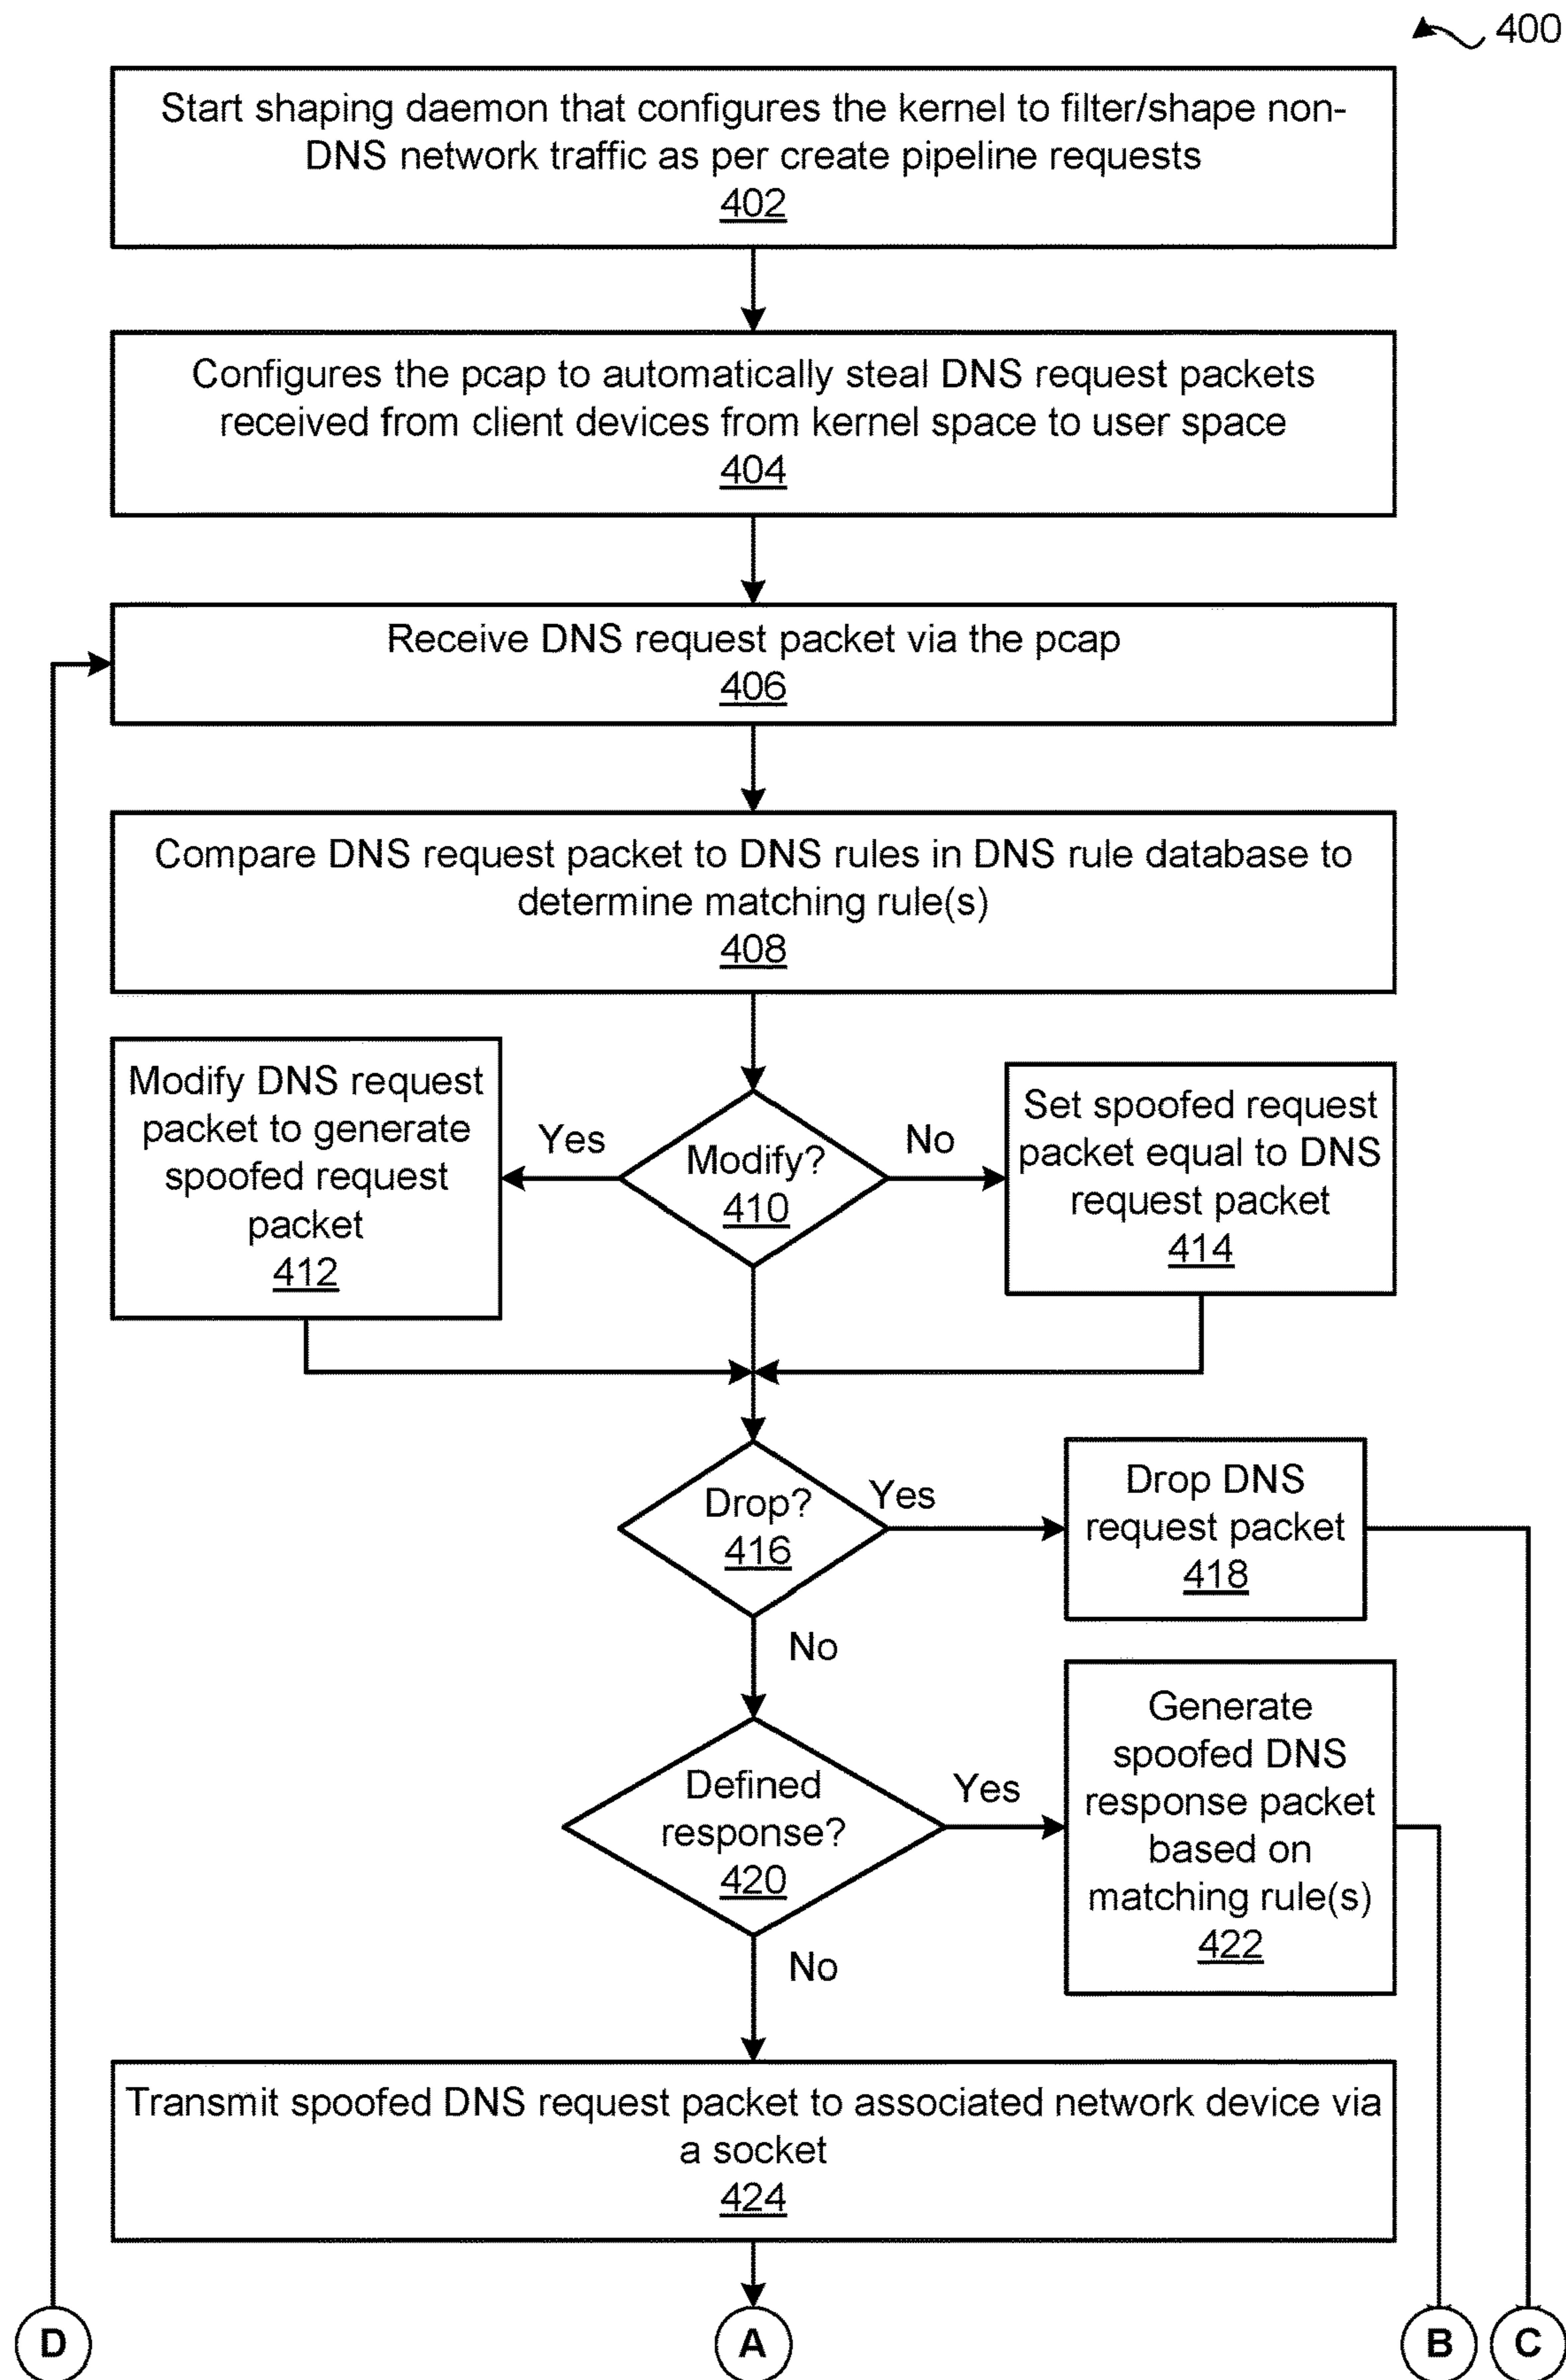 400
Start shaping daemon that configures the kernel to filter/shape non-
DNS network traffic as per create pipeline requests
402
Configures the pcap to automatically steal DNS request packets
received from client devices from kernel space to user space
404
Receive DNS request packet via the pcap
406
Compare DNS request packet to DNS rules in DNS rule database to
determine matching rule(s)
408
Modify DNS request
packet to generate
spoofed request
packet
412
Yes
Modify?
410
No
Set spoofed request
packet equal to DNS
request packet
414
Drop?
416
Yes
Drop DNS
request packet
418
No
Defined
response?
420
Yes
Generate
spoofed DNS
response packet
based on
matching rule(s)
422
No
Transmit spoofed DNS request packet to associated network device via
a socket
424
D
A
B
C